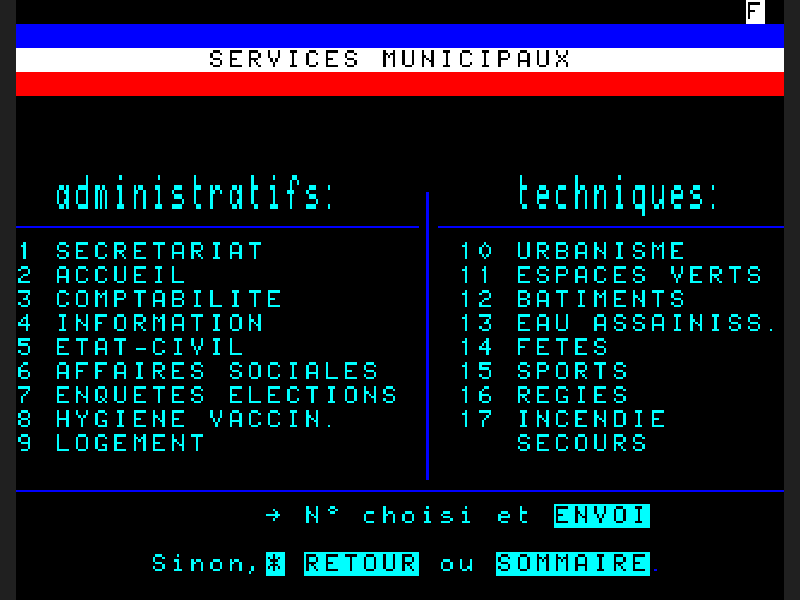 F
SERVICES MUNICIPAUX
administratifs:
1 SECRETARIAT
2 ACCUEIL
3 COMPTABILITE
4 INFORMATION
5 ETAT-CIVIL
6 AFFAIRES SOCIALES
7 ENQUETES ELECTIONS
8 HYGIENE VACCIN.
9 LOGEMENT
techniques:
10 URBANISME
11 ESPACES VERTS
12 BATIMENTS
13 EAU ASSAINISS.
14 FETES
15 SPORTS
16 REGIES
17 INCENDIE
SECOURS
→ N° choisi et ENVOI
Sinon,* RETOUR ou SOMMAIRE.